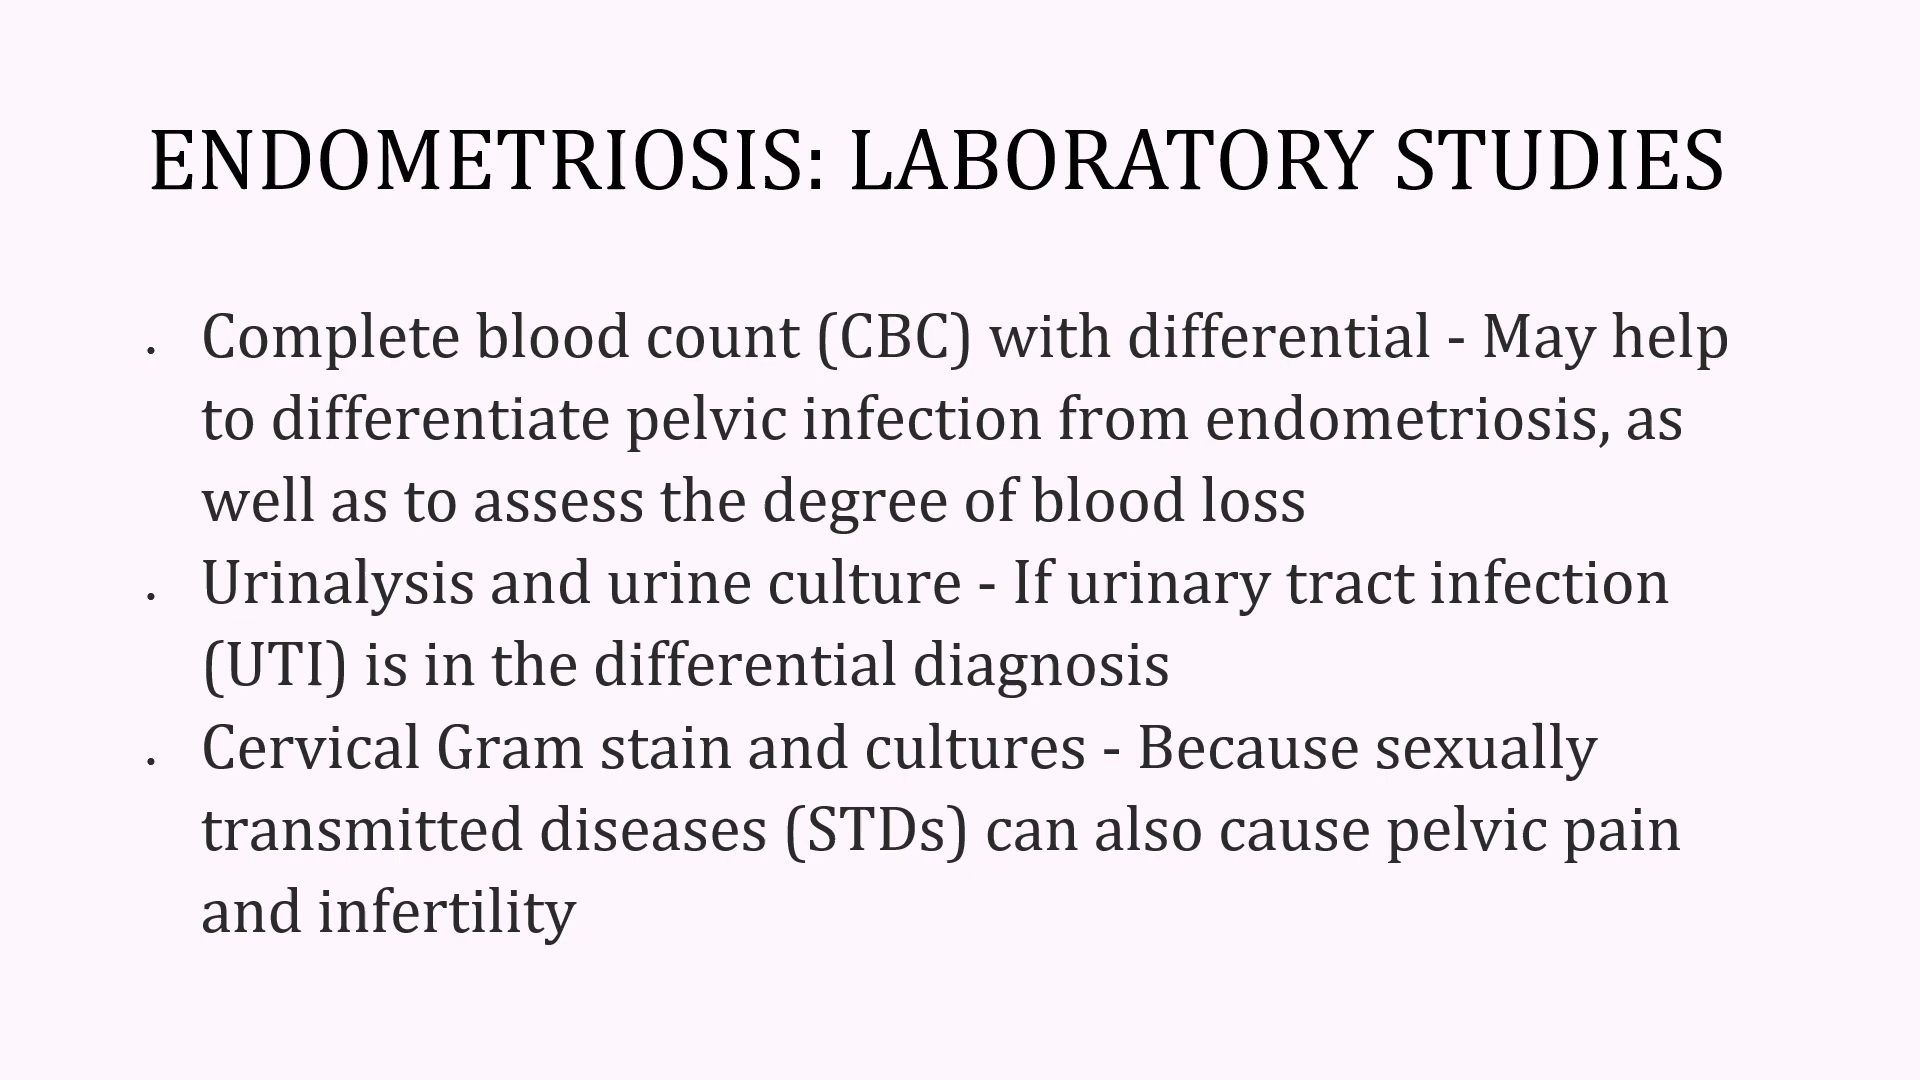 ENDOMETRIOSIS: LABORATORY STUDIES
• Complete blood count (CBC) with differential - May help
to differentiate pelvic infection from endometriosis, as
well as to assess the degree of blood loss
• Urinalysis and urine culture - If urinary tract infection
(UTI) is in the differential diagnosis
• Cervical Gram stain and cultures - Because sexually
transmitted diseases (STDs) can also cause pelvic pain
and infertility